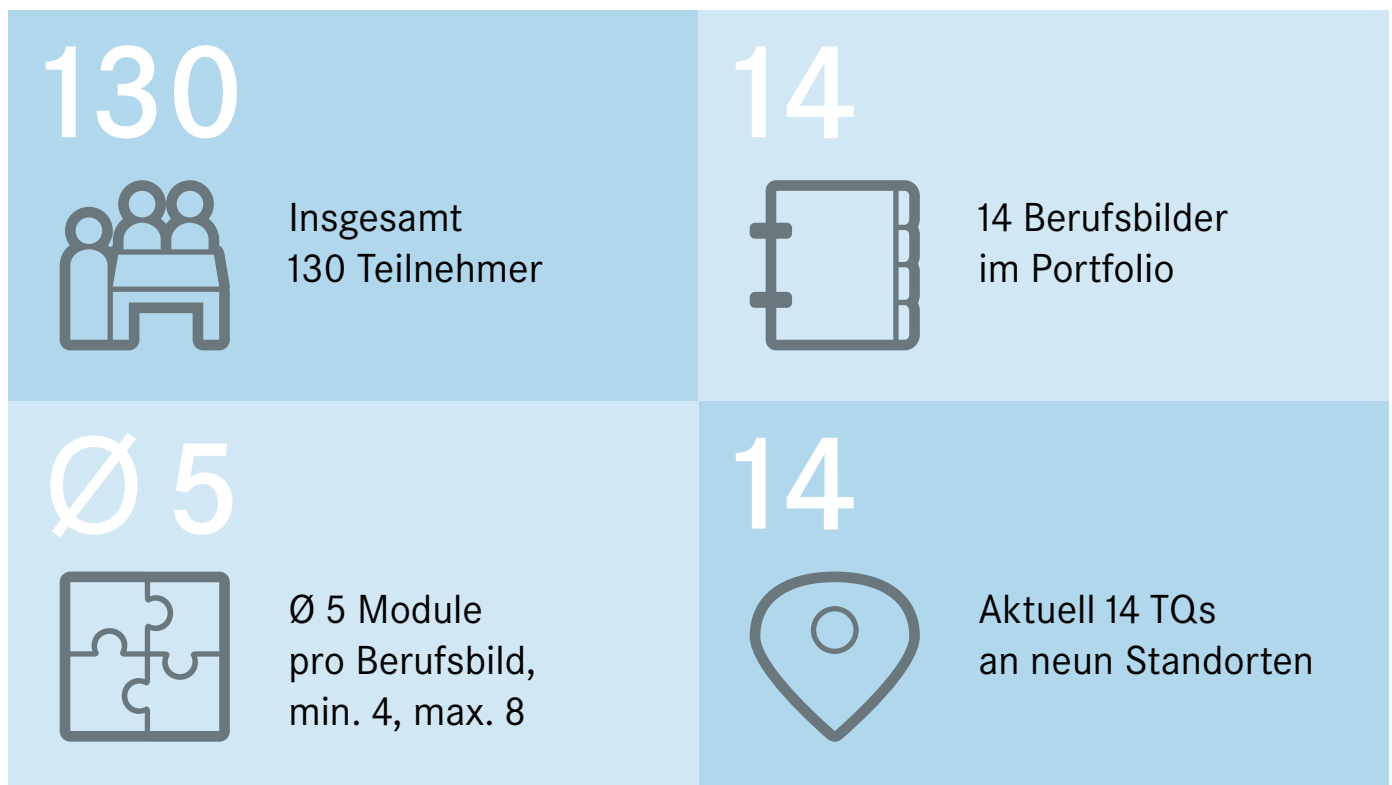 130
Insgesamt
130 Teilnehmer
14
14 Berufsbilder
im Portfolio
Ø 5
Ø 5 Module
pro Berufsbild,
min. 4, max. 8
14
Aktuell 14 TQs
an neun Standorten